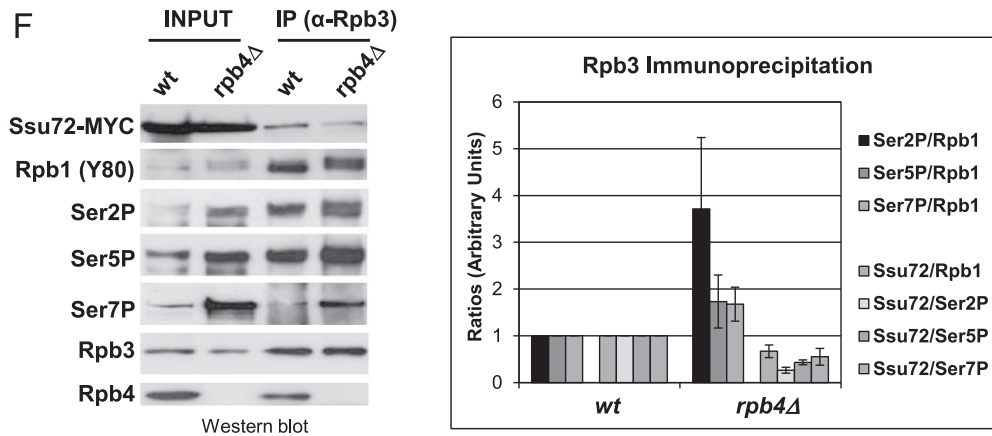 F
INPUT
IP (α-Rpb3)
wt
rpb4Δ
wt
rpb4Δ
Ssu72-MYC
Rpb1 (Y80)
Ser2P
Ser5P
Ser7P
Rpb3
Rpb4
Western blot
Rpb3 Immunoprecipitation
Ratios (Arbitrary Units)
6
5
4
3
2
1
0
wt
rpb4Δ
Ser2P/Rpb1
Ser5P/Rpb1
Ser7P/Rpb1
Ssu72/Rpb1
Ssu72/Ser2P
Ssu72/Ser5P
Ssu72/Ser7P